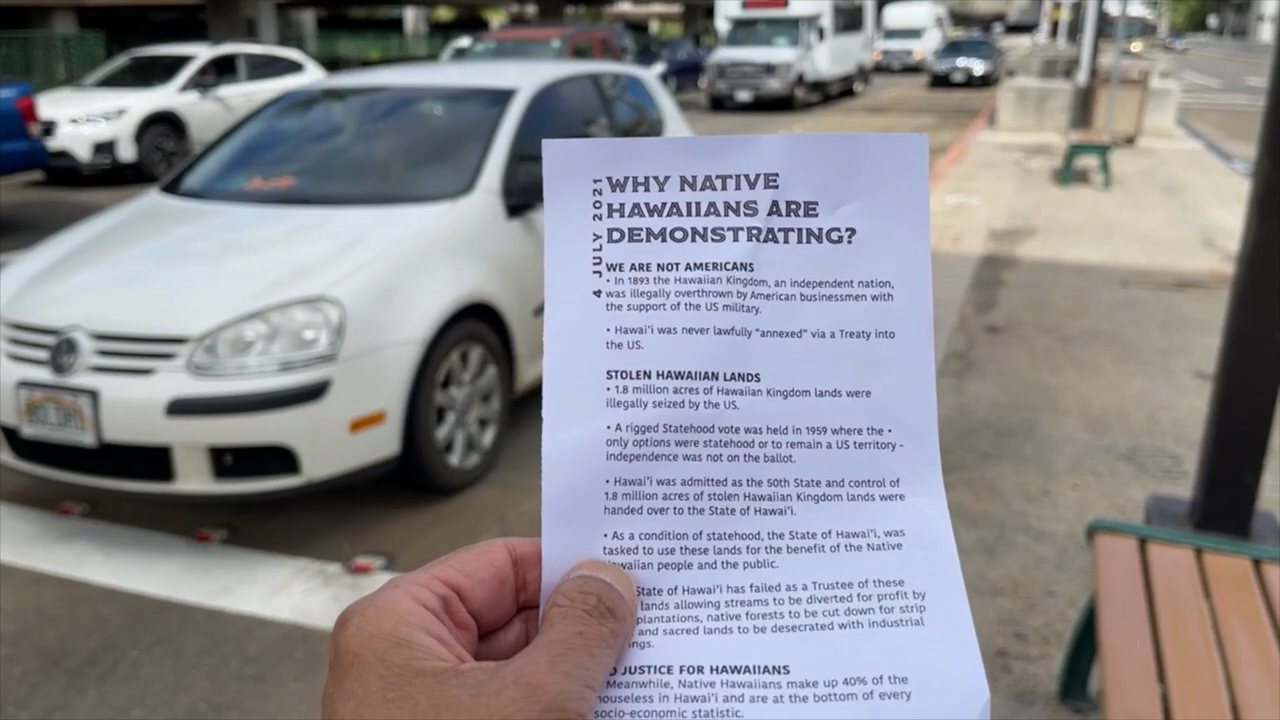 4 JULY 2021
WHY NATIVE
HAWAIIANS ARE
DEMONSTRATING?
WE ARE NOT AMERICANS
• In 1893 the Hawaiian Kingdom, an independent nation,
was illegally overthrown by American businessmen with
the support of the US military.
• Hawai'i was never lawfully "annexed" via a Treaty into
the US.
STOLEN HAWAIIAN LANDS
• 1.8 million acres of Hawaiian Kingdom lands were
illegally seized by the US.
• A rigged Statehood vote was held in 1959 where the •
only options were statehood or to remain a US territory -
independence was not on the ballot.
• Hawai'i was admitted as the 50th State and control of
1.8 million acres of stolen Hawaiian Kingdom lands were
handed over to the State of Hawai'i.
• As a condition of statehood, the State of Hawai'i, was
tasked to use these lands for the benefit of the Native
waiian people and the public.
State of Hawai'i has failed as a Trustee of these
lands allowing streams to be diverted for profit by
plantations, native forests to be cut down for strip
and sacred lands to be desecrated with industrial
ngs.
JUSTICE FOR HAWAIIANS
Meanwhile, Native Hawaiians make up 40% of the
houseless in Hawai'i and are at the bottom of every
socio-economic statistic.